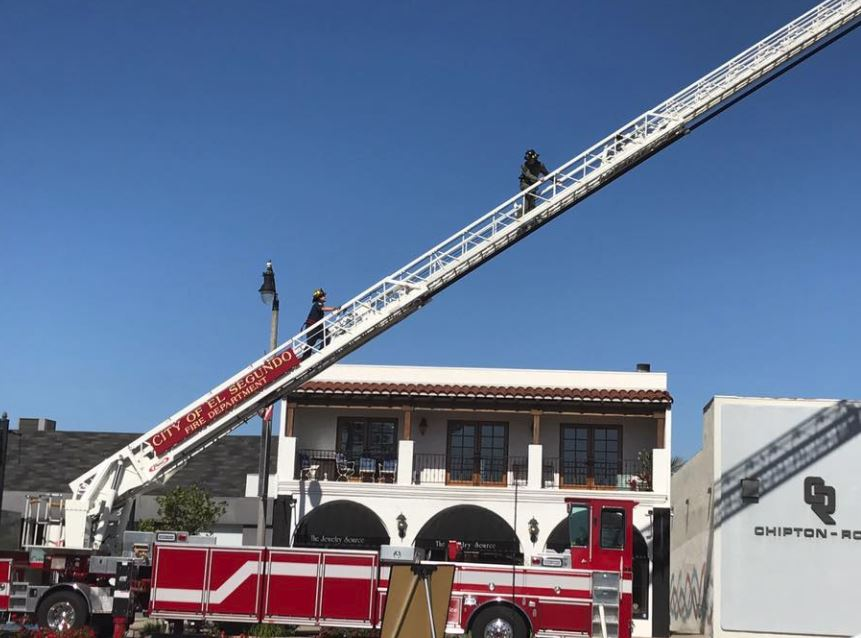 CITY OF EL SEGUNDO
FIRE DEPARTMENT
CHIPTON-RO
The Jewelry Source
The Jewelry Source